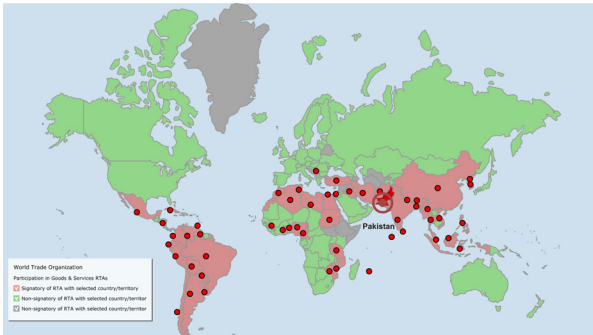 Pakistan
World Trade Organization
Participation in Goods & Services RTAs
Signatory of RTA with selected country/territory
Non-signatory of RTA with selected country/territor
Non-signatory of RTA with selected country/territor